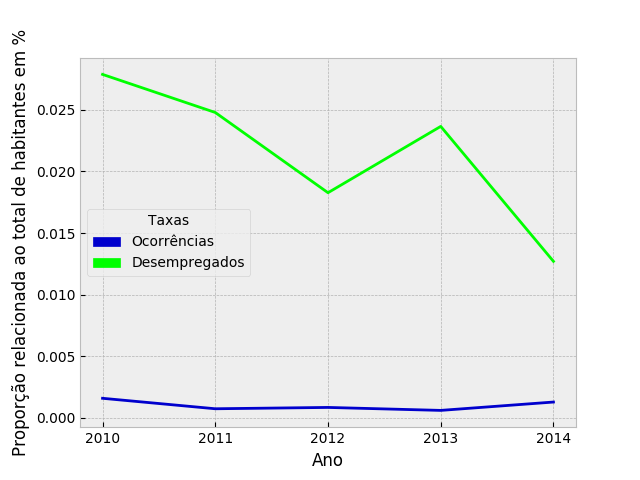 Proporção relacionada ao total de habitantes em %
0.025
0.020
0.015
0.010
0.005
0.000
Taxas
Ocorrências
Desempregados
2010 2011 2012 2013 2014
Ano